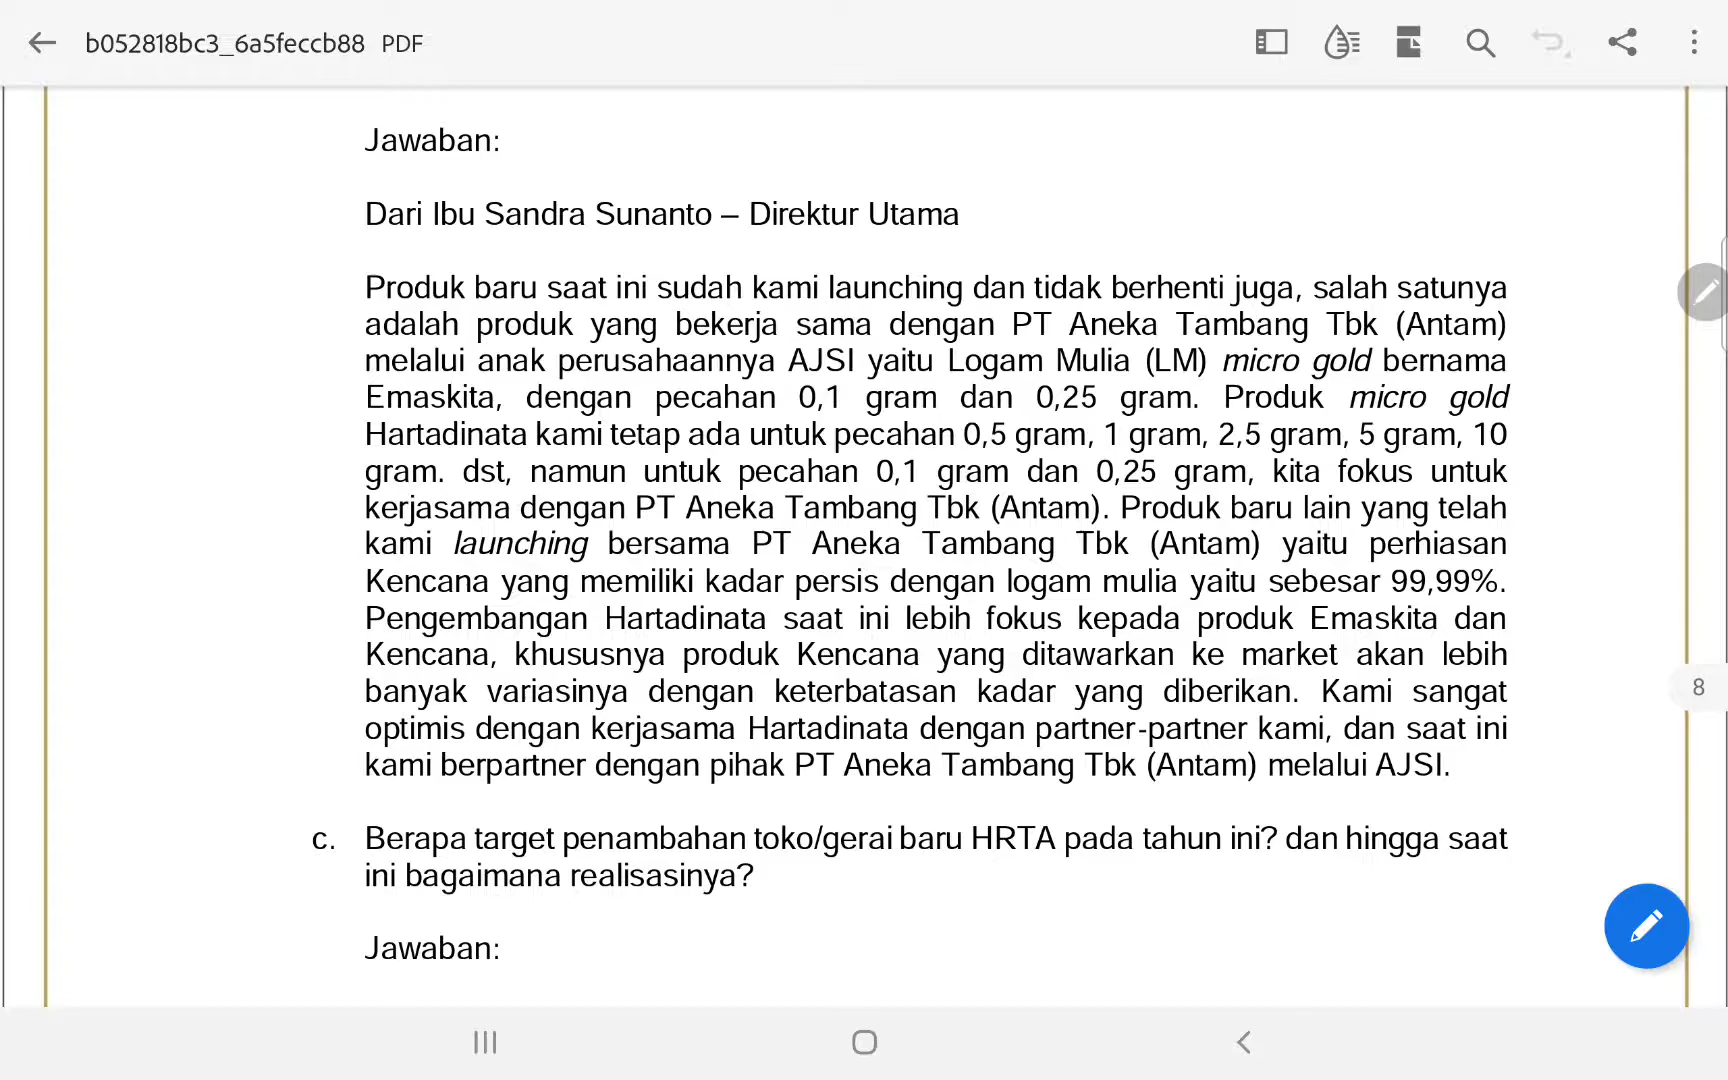 b052818bc3_6a5feccb88 PDF
Jawaban:
Dari Ibu Sandra Sunanto – Direktur Utama
Produk baru saat ini sudah kami launching dan tidak berhenti juga, salah satunya
adalah produk yang bekerja sama dengan PT Aneka Tambang Tbk (Antam)
melalui anak perusahaannya AJSI yaitu Logam Mulia (LM) micro gold bernama
Emaskita, dengan pecahan 0,1 gram dan 0,25 gram. Produk micro gold
Hartadinata kami tetap ada untuk pecahan 0,5 gram, 1 gram, 2,5 gram, 5 gram, 10
gram. dst, namun untuk pecahan 0,1 gram dan 0,25 gram, kita fokus untuk
kerjasama dengan PT Aneka Tambang Tbk (Antam). Produk baru lain yang telah
kami launching bersama PT Aneka Tambang Tbk (Antam) yaitu perhiasan
Kencana yang memiliki kadar persis dengan logam mulia yaitu sebesar 99,99%.
Pengembangan Hartadinata saat ini lebih fokus kepada produk Emaskita dan
Kencana, khususnya produk Kencana yang ditawarkan ke market akan lebih
banyak variasinya dengan keterbatasan kadar yang diberikan. Kami sangat
optimis dengan kerjasama Hartadinata dengan partner-partner kami, dan saat ini
kami berpartner dengan pihak PT Aneka Tambang Tbk (Antam) melalui AJSI.
8
c. Berapa target penambahan toko/gerai baru HRTA pada tahun ini? dan hingga saat
ini bagaimana realisasinya?
Jawaban: